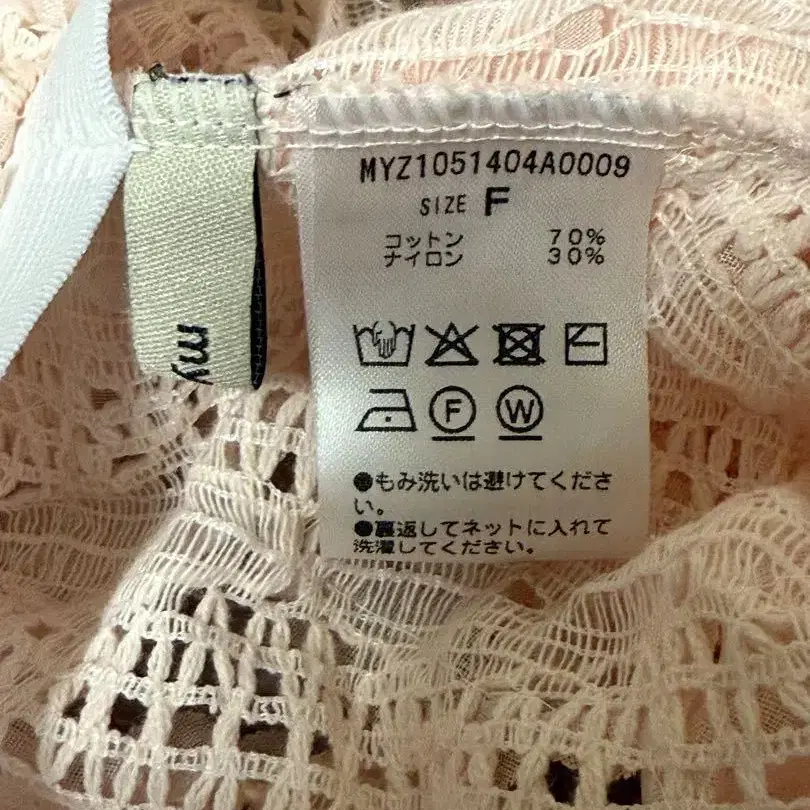 my
MYZ1051404A0009
SIZE F
コットン 70%
ナイロン 30%
F W
●もみ洗いは避けてくださ
い。
●裏返してネットに入れて
洗濯してください。